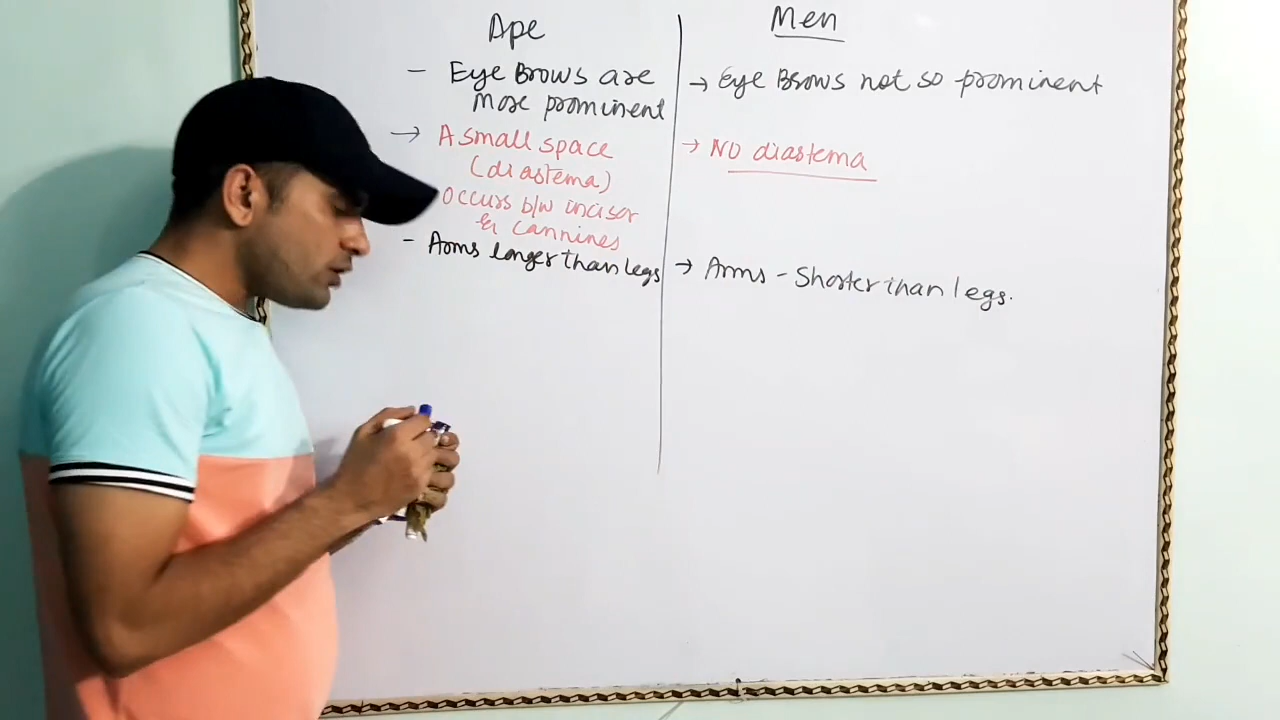 Ape
- Eye Brows are
More prominent
→ A small space
(diastema)
Occurs b/w incisor
& Cannines
- Arms longer than legs
Men
→ Eye Brows not so prominent
→ NO diastema
→ Arms - Shorter than legs.